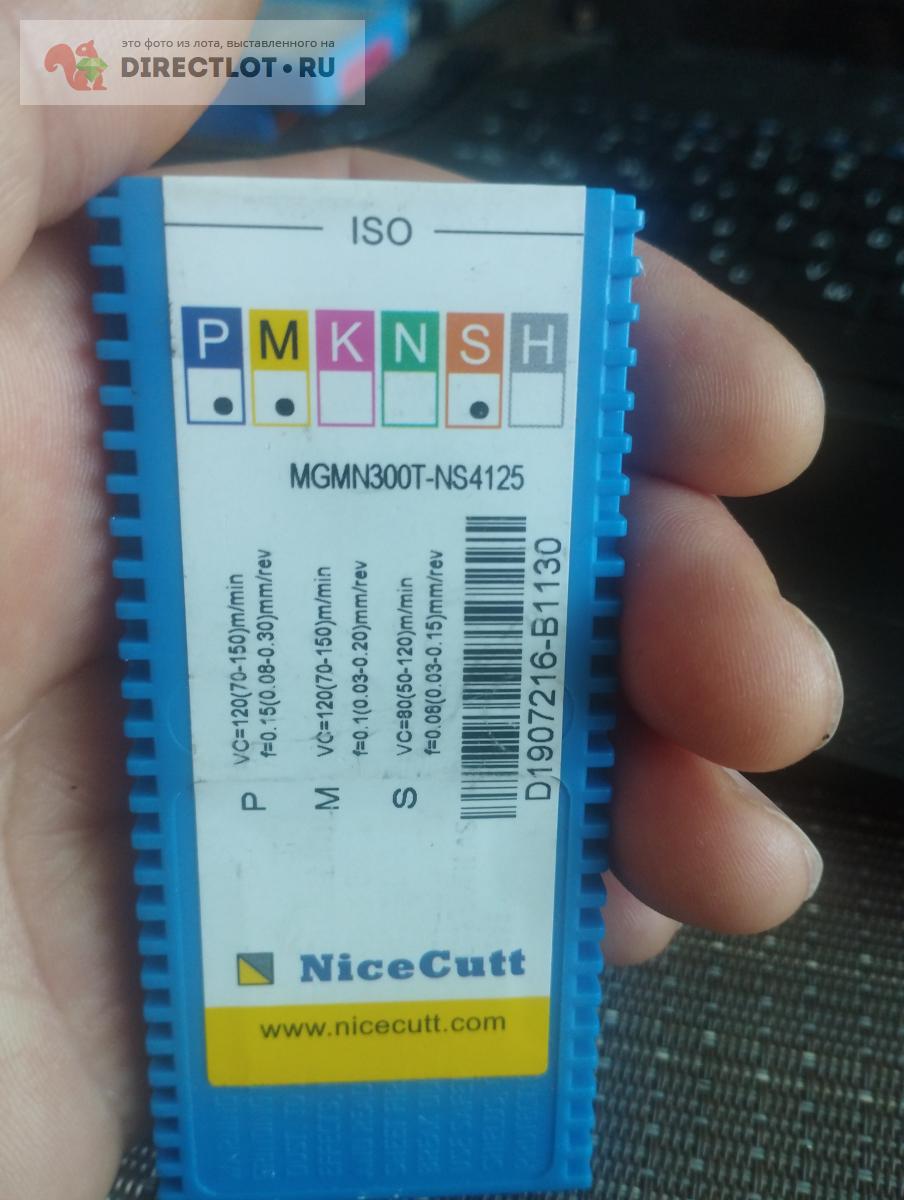 это фото из лота, выставленного на
DIRECTLOT•RU
ISO
P M K N S H
MGMN300T-NS4125
P VC=120(70-150)m/min
f=0.15(0.08-0.30)mm/rev
M VC=120(70-150)m/min
f=0.1(0.03-0.20)mm/rev
S VC=80(50-120)m/min
f=0.08(0.03-0.15)mm/rev
D1907216-B1130
NiceCutt
www.nicecutt.com